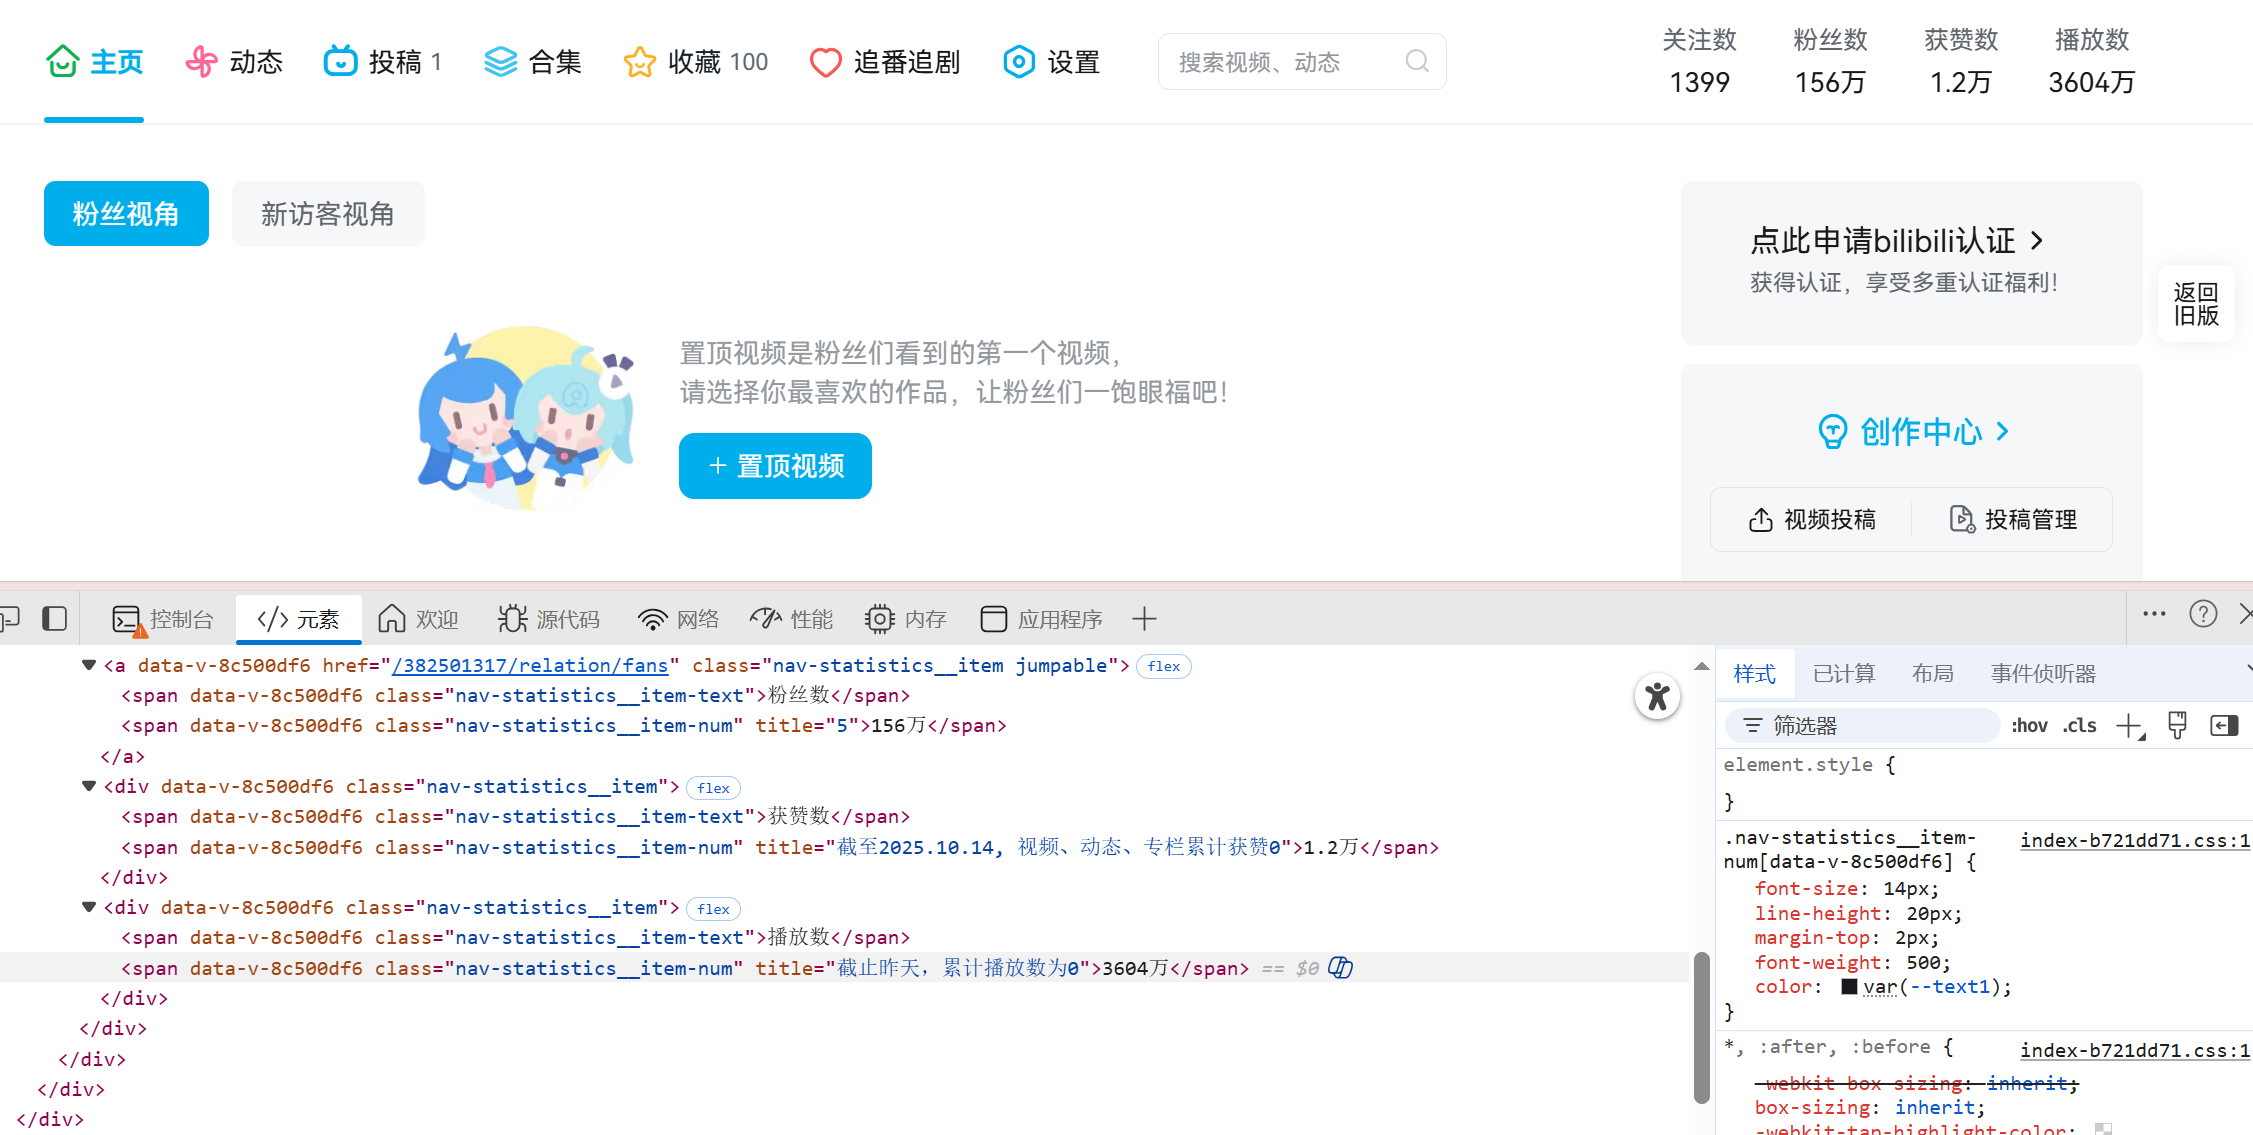 主页 动态 投稿 1 合集 收藏 100 追番追剧 设置 搜索视频、动态
关注数 粉丝数 获赞数 播放数
1399 156万 1.2万 3604万
粉丝视角 新访客视角
置顶视频是粉丝们看到的第一个视频，
请选择你最喜欢的作品，让粉丝们一饱眼福吧！
+ 置顶视频
点此申请bilibili认证 >
获得认证，享受多重认证福利！
返回
旧版
创作中心 >
视频投稿 投稿管理
控制台 </> 元素 欢迎 源代码 网络 性能 内存 应用程序 +
<a data-v-8c500df6 href="/382501317/relation/fans" class="nav-statistics__item jumpable"> flex
<span data-v-8c500df6 class="nav-statistics__item-text">粉丝数</span>
<span data-v-8c500df6 class="nav-statistics__item-num" title="5">156万</span>
</a>
<div data-v-8c500df6 class="nav-statistics__item"> flex
<span data-v-8c500df6 class="nav-statistics__item-text">获赞数</span>
<span data-v-8c500df6 class="nav-statistics__item-num" title="截至2025.10.14, 视频、动态、专栏累计获赞0">1.2万</span>
</div>
<div data-v-8c500df6 class="nav-statistics__item"> flex
<span data-v-8c500df6 class="nav-statistics__item-text">播放数</span>
<span data-v-8c500df6 class="nav-statistics__item-num" title="截止昨天，累计播放数为0">3604万</span> == $0
</div>
</div>
</div>
</div>
</div>
样式 已计算 布局 事件侦听器
筛选器 :hov .cls
element.style {
}
.nav-statistics__item-num[data-v-8c500df6] { index-b721dd71.css:1
font-size: 14px;
line-height: 20px;
margin-top: 2px;
font-weight: 500;
color: var(--text1);
}
*, :after, :before { index-b721dd71.css:1
-webkit-box-sizing: inherit;
box-sizing: inherit;
-webkit-tap-highlight-color: